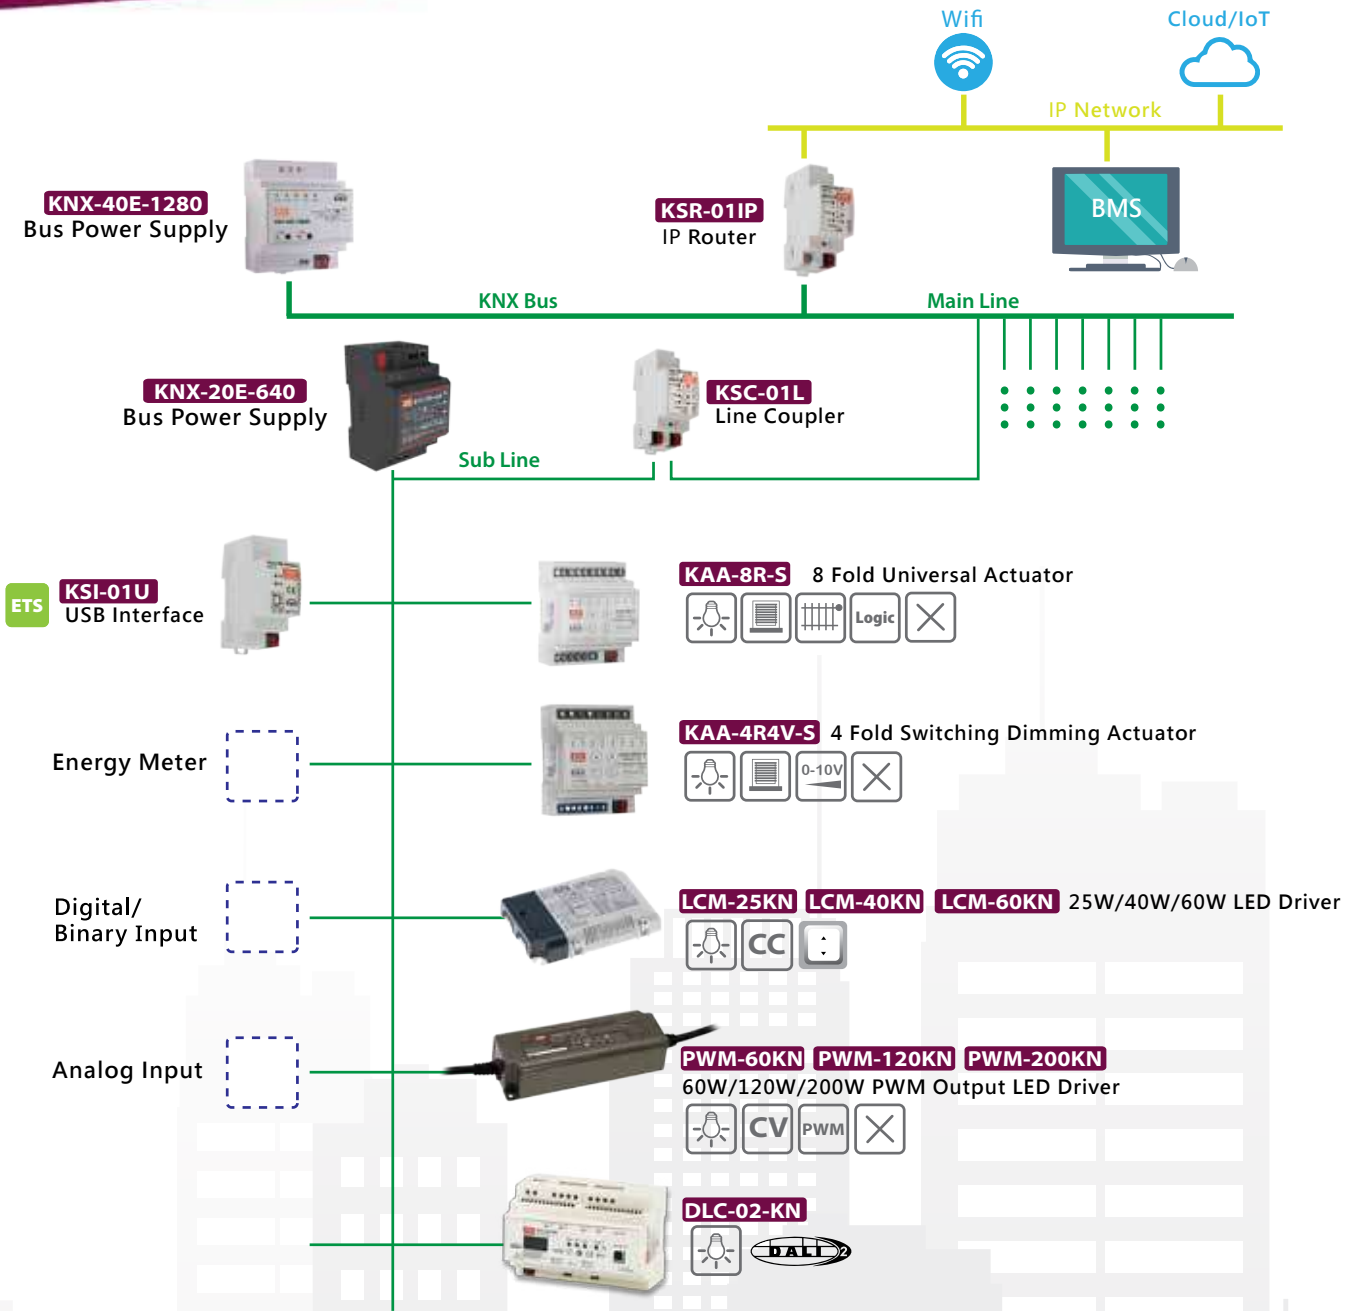 Wifi
Cloud/IoT
IP Network
KNX-40E-1280
Bus Power Supply
KSR-01IP
IP Router
BMS
KNX Bus
Main Line
KNX-20E-640
Bus Power Supply
KSC-01L
Line Coupler
Sub Line
ETS
KSI-01U
USB Interface
KAA-8R-S 8 Fold Universal Actuator
Logic
Energy Meter
KAA-4R4V-S 4 Fold Switching Dimming Actuator
0-10V
Digital/
Binary Input
LCM-25KN LCM-40KN LCM-60KN 25W/40W/60W LED Driver
CC
Analog Input
PWM-60KN PWM-120KN PWM-200KN
60W/120W/200W PWM Output LED Driver
CV PWM
DLC-02-KN
DALI 2